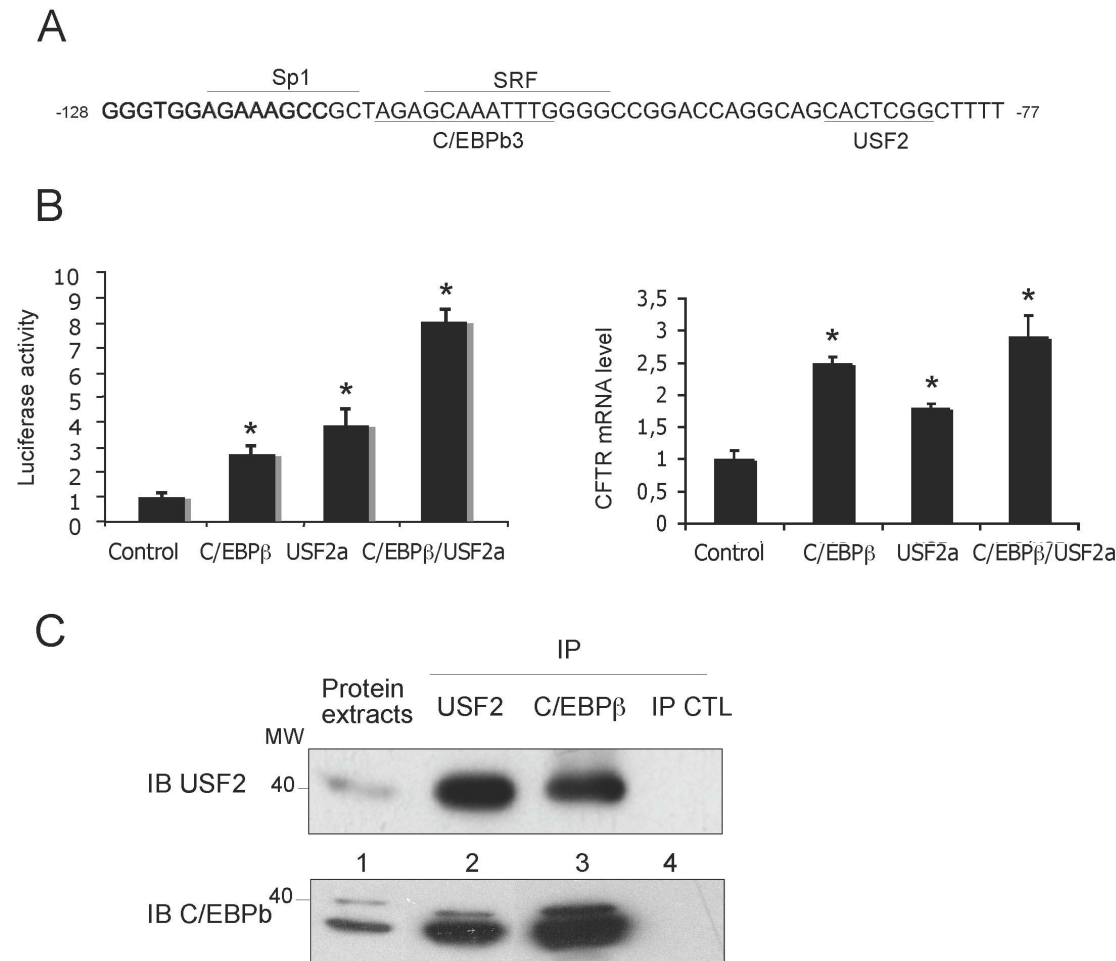 A
Sp1 SRF
-128 GGGTGGAGAAAGCCGCTAGAGCAAATTTGGGGCCGGACCAGGCAGCACTCGGCTTTT -77
C/EBPb3 USF2
B
Luciferase activity
10
9
8
7
6
5
4
3
2
1
0
* * *
Control C/EBPβ USF2a C/EBPβ/USF2a
CFTR mRNA level
3,5
3
2,5
2
1,5
1
0,5
0
* * *
Control C/EBPβ USF2a C/EBPβ/USF2a
C
IP
Protein
extracts USF2 C/EBPβ IP CTL
MW
IB USF2 40
1 2 3 4
40
IB C/EBPb